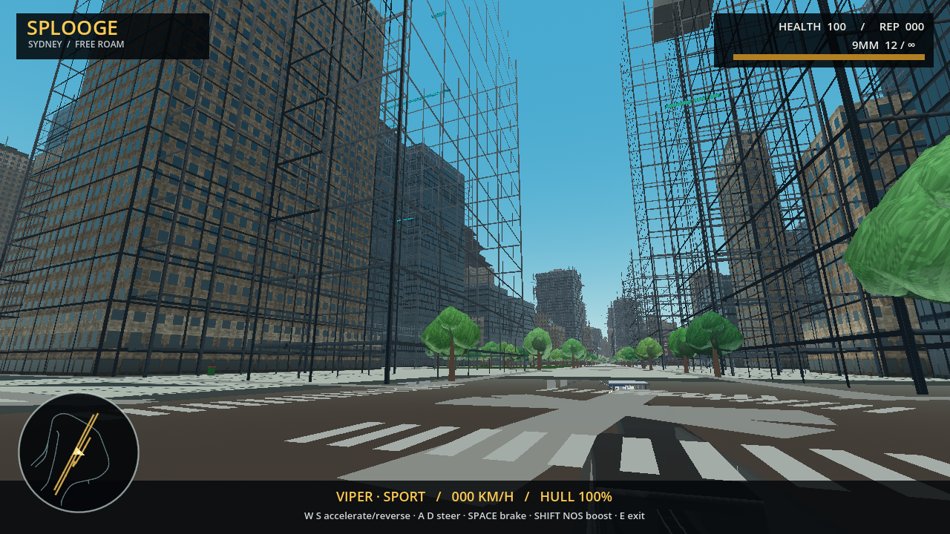 SPLOOGE
SYDNEY / FREE ROAM
HEALTH 100 / REP 000
9MM 12 / ∞
VIPER · SPORT / 000 KM/H / HULL 100%
W S accelerate/reverse · A D steer · SPACE brake · SHIFT NOS boost · E exit